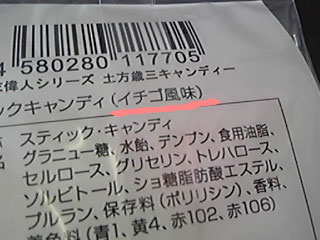 4 580280 117705
偉人シリーズ 土方歳三キャンディー
ックキャンディ(イチゴ風味)
スティック・キャンディ
名 グラニュー糖、水飴、デンプン、食用油脂、
セルロース、グリセリン、トレハロース、
ソルビトール、ショ糖脂肪酸エステル、
プルラン、保存料(ポリリシン)、香料、
着色料(青1、黄4、赤102、赤106)